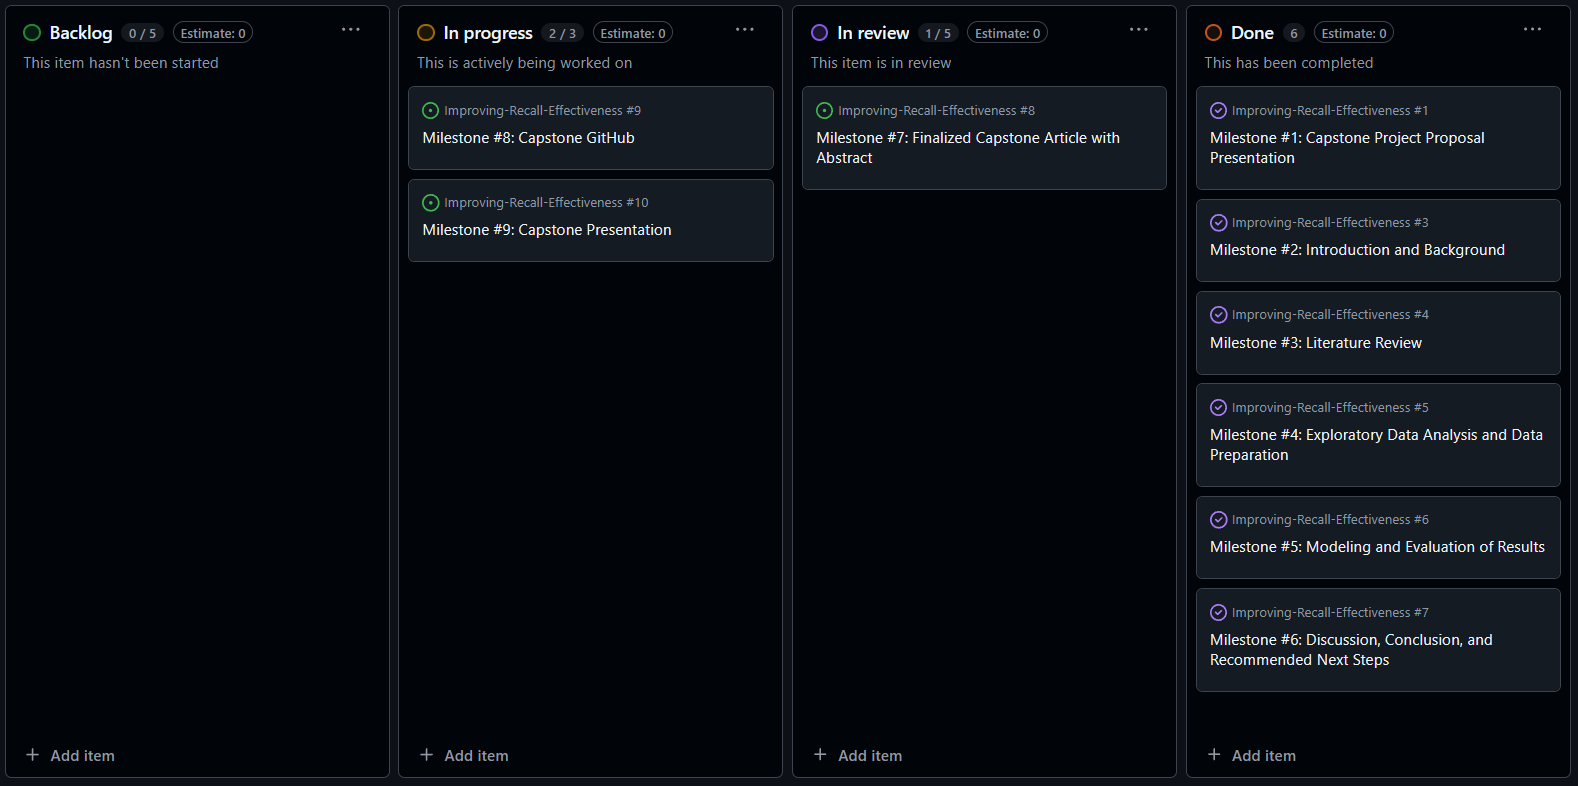 Backlog 0 / 5 Estimate: 0 ···
This item hasn't been started
+ Add item
In progress 2 / 3 Estimate: 0 ···
This is actively being worked on
Improving-Recall-Effectiveness #9
Milestone #8: Capstone GitHub
Improving-Recall-Effectiveness #10
Milestone #9: Capstone Presentation
+ Add item
In review 1 / 5 Estimate: 0 ···
This item is in review
Improving-Recall-Effectiveness #8
Milestone #7: Finalized Capstone Article with
Abstract
+ Add item
Done 6 Estimate: 0 ···
This has been completed
Improving-Recall-Effectiveness #1
Milestone #1: Capstone Project Proposal
Presentation
Improving-Recall-Effectiveness #3
Milestone #2: Introduction and Background
Improving-Recall-Effectiveness #4
Milestone #3: Literature Review
Improving-Recall-Effectiveness #5
Milestone #4: Exploratory Data Analysis and Data
Preparation
Improving-Recall-Effectiveness #6
Milestone #5: Modeling and Evaluation of Results
Improving-Recall-Effectiveness #7
Milestone #6: Discussion, Conclusion, and
Recommended Next Steps
+ Add item